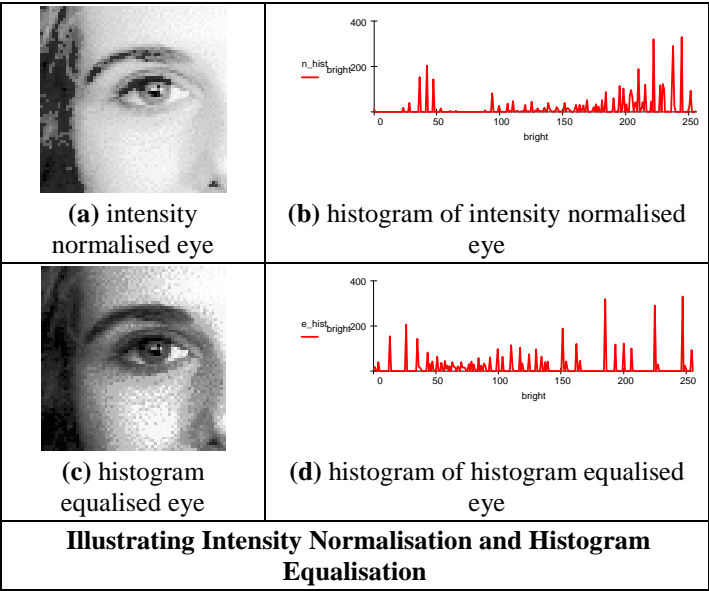 400
n_hist bright 200
0 50 100 150 200 250
bright
(a) intensity
normalised eye
(b) histogram of intensity normalised
eye
400
e_hist bright 200
0 50 100 150 200 250
bright
(c) histogram
equalised eye
(d) histogram of histogram equalised
eye
Illustrating Intensity Normalisation and Histogram
Equalisation